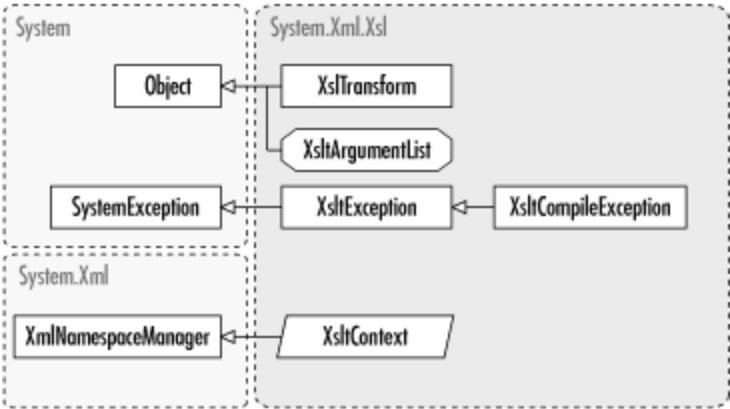 System
System.Xml.Xsl
Object
XslTransform
XsltArgumentList
SystemException
XsltException
XsltCompileException
System.Xml
XmlNamespaceManager
XsltContext